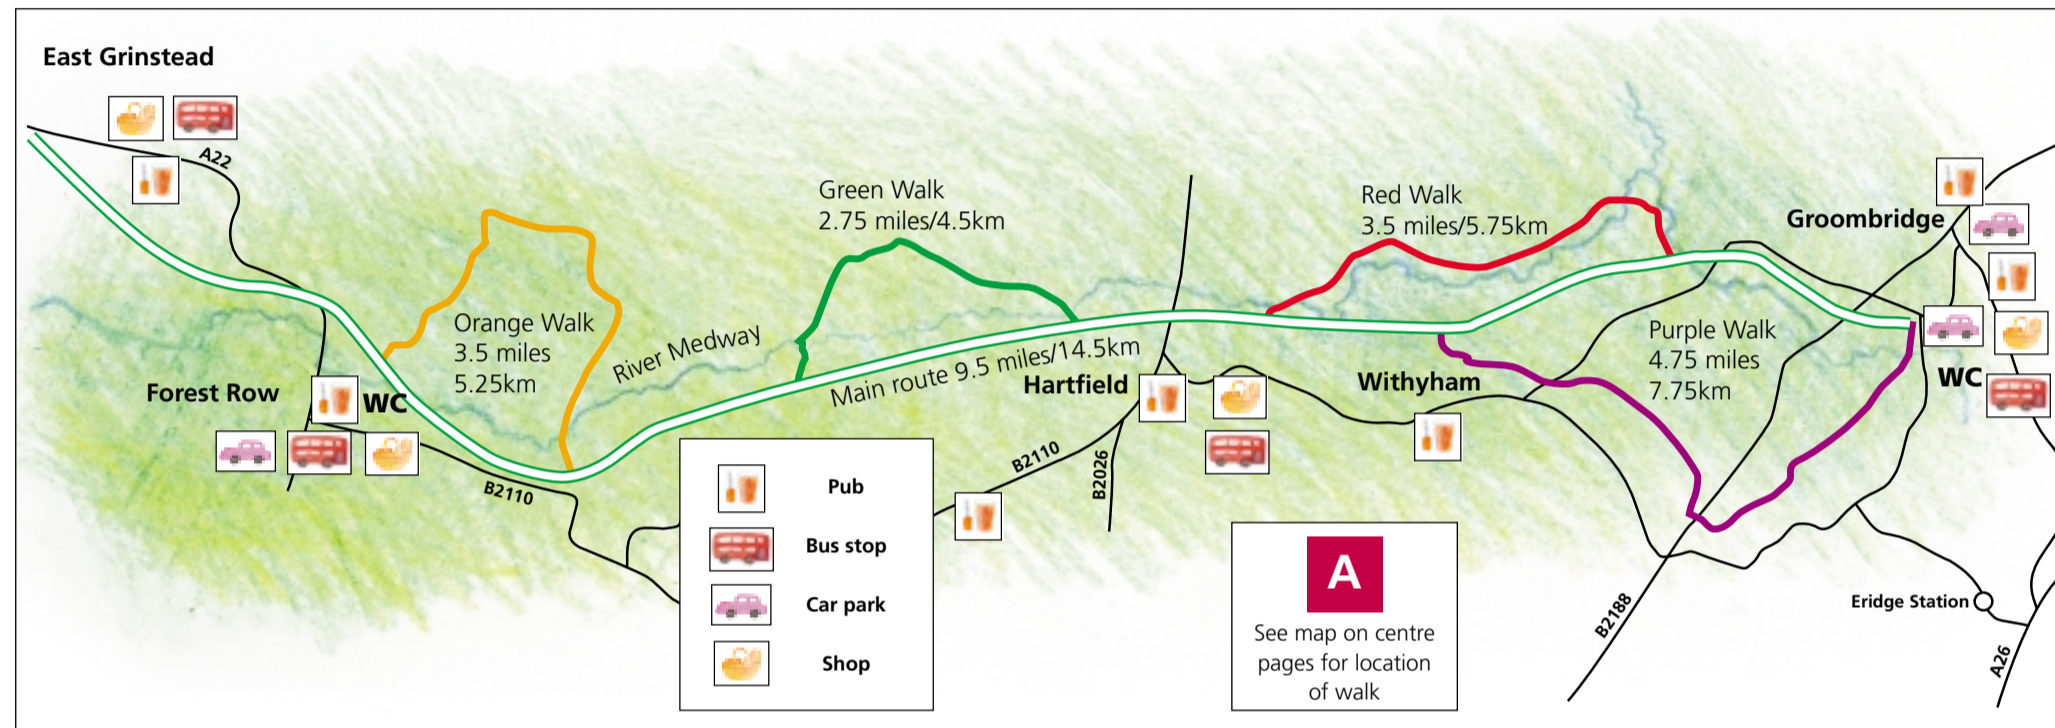 East Grinstead
A22
Green Walk
2.75 miles/4.5km
Red Walk
3.5 miles/5.75km
Groombridge
Orange Walk
3.5 miles
5.25km
River Medway
Main route 9.5 miles/14.5km
Purple Walk
4.75 miles
7.75km
Forest Row
WC
Hartfield
Withyham
WC
B2110
B2110
B2026
Pub
Bus stop
Car park
Shop
A
See map on centre
pages for location
of walk
B2188
Eridge Station
A26